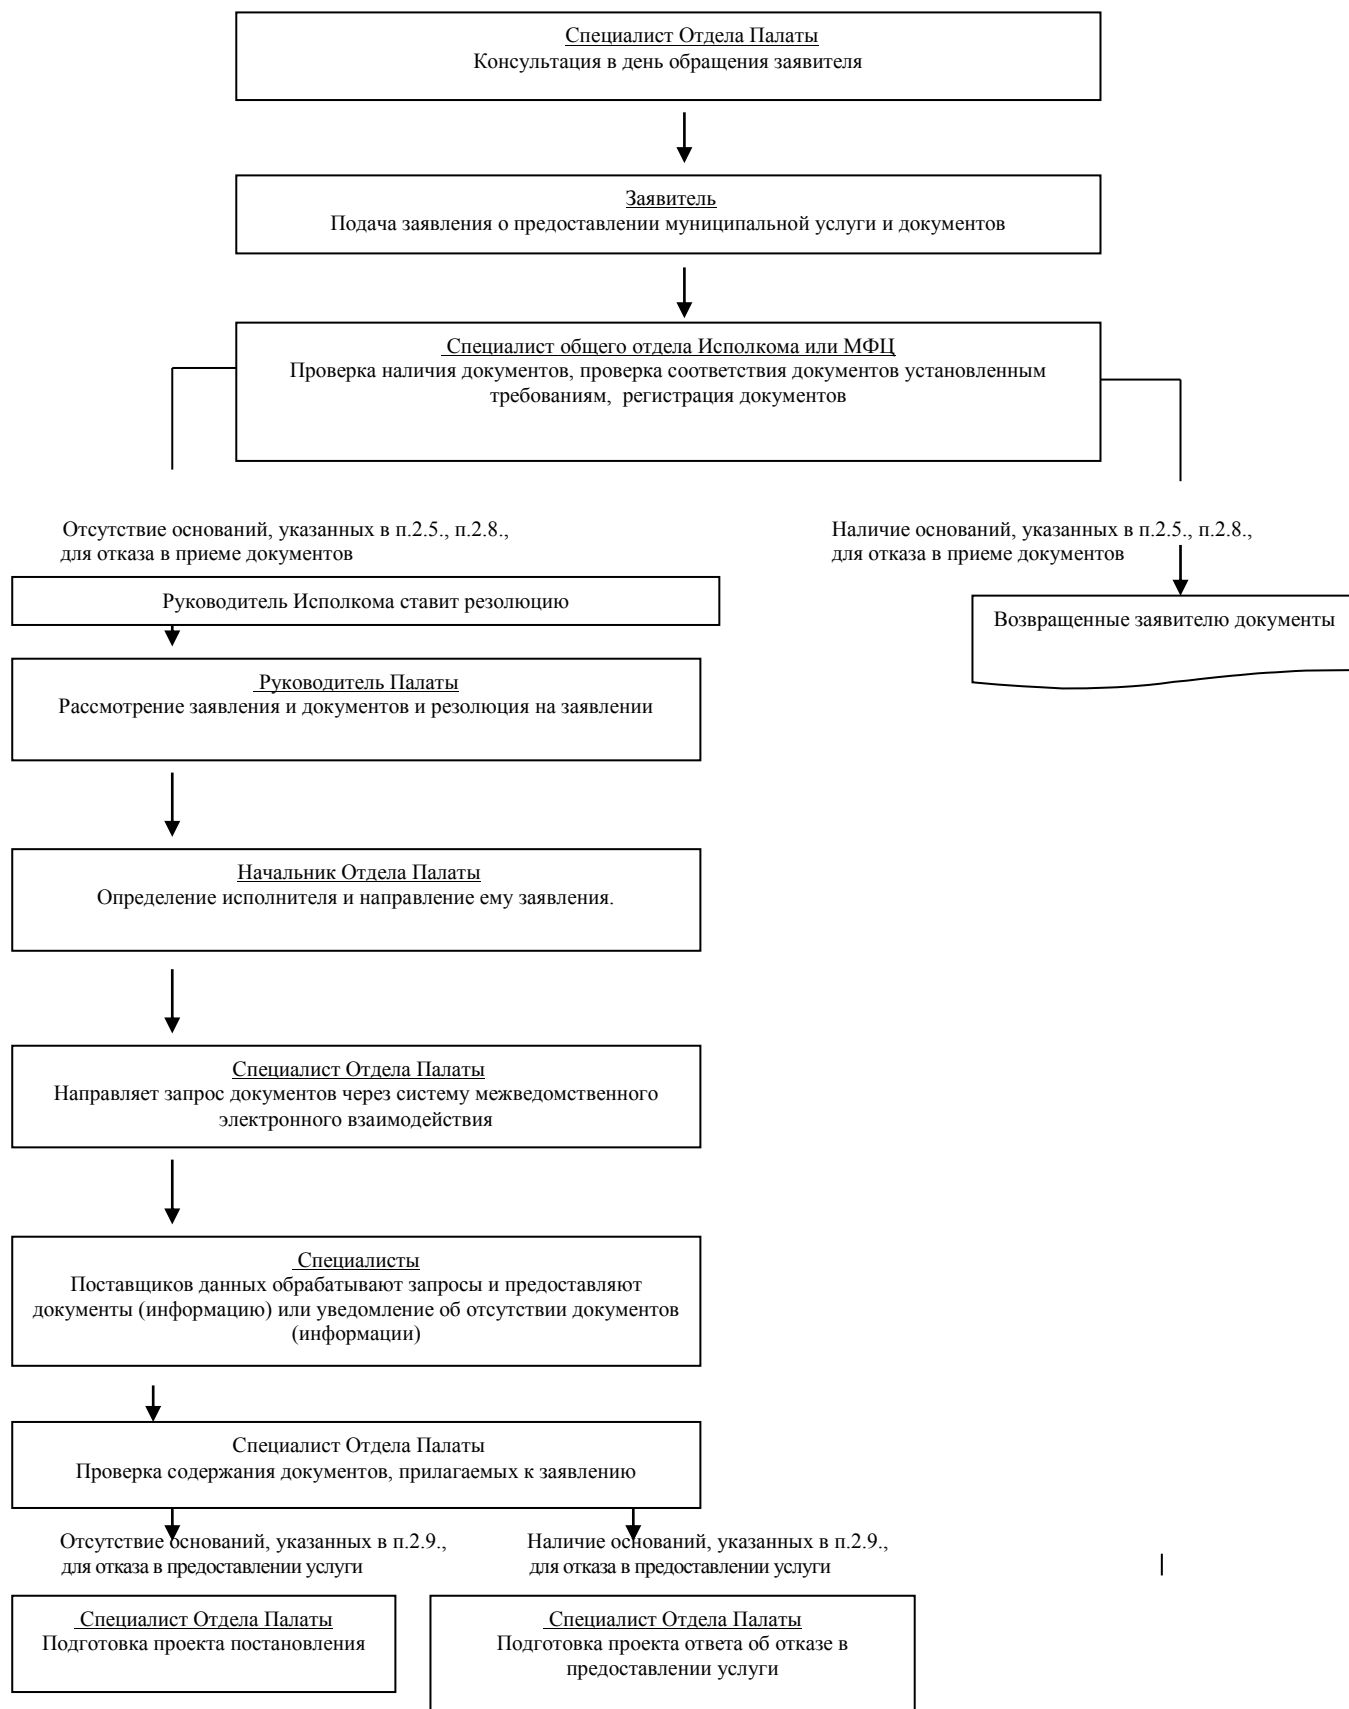 Специалист Отдела Палаты
Консультация в день обращения заявителя
Заявитель
Подача заявления о предоставлении муниципальной услуги и документов
Специалист общего отдела Исполкома или МФЦ
Проверка наличия документов, проверка соответствия документов установленным
требованиям, регистрация документов
Отсутствие оснований, указанных в п.2.5., п.2.8.,
для отказа в приеме документов
Наличие оснований, указанных в п.2.5., п.2.8.,
для отказа в приеме документов
Руководитель Исполкома ставит резолюцию
Возвращенные заявителю документы
Руководитель Палаты
Рассмотрение заявления и документов и резолюция на заявлении
Начальник Отдела Палаты
Определение исполнителя и направление ему заявления.
Специалист Отдела Палаты
Направляет запрос документов через систему межведомственного
электронного взаимодействия
Специалисты
Поставщиков данных обрабатывают запросы и предоставляют
документы (информацию) или уведомление об отсутствии документов
(информации)
Специалист Отдела Палаты
Проверка содержания документов, прилагаемых к заявлению
Отсутствие оснований, указанных в п.2.9.,
для отказа в предоставлении услуги
Наличие оснований, указанных в п.2.9.,
для отказа в предоставлении услуги
Специалист Отдела Палаты
Подготовка проекта постановления
Специалист Отдела Палаты
Подготовка проекта ответа об отказе в
предоставлении услуги